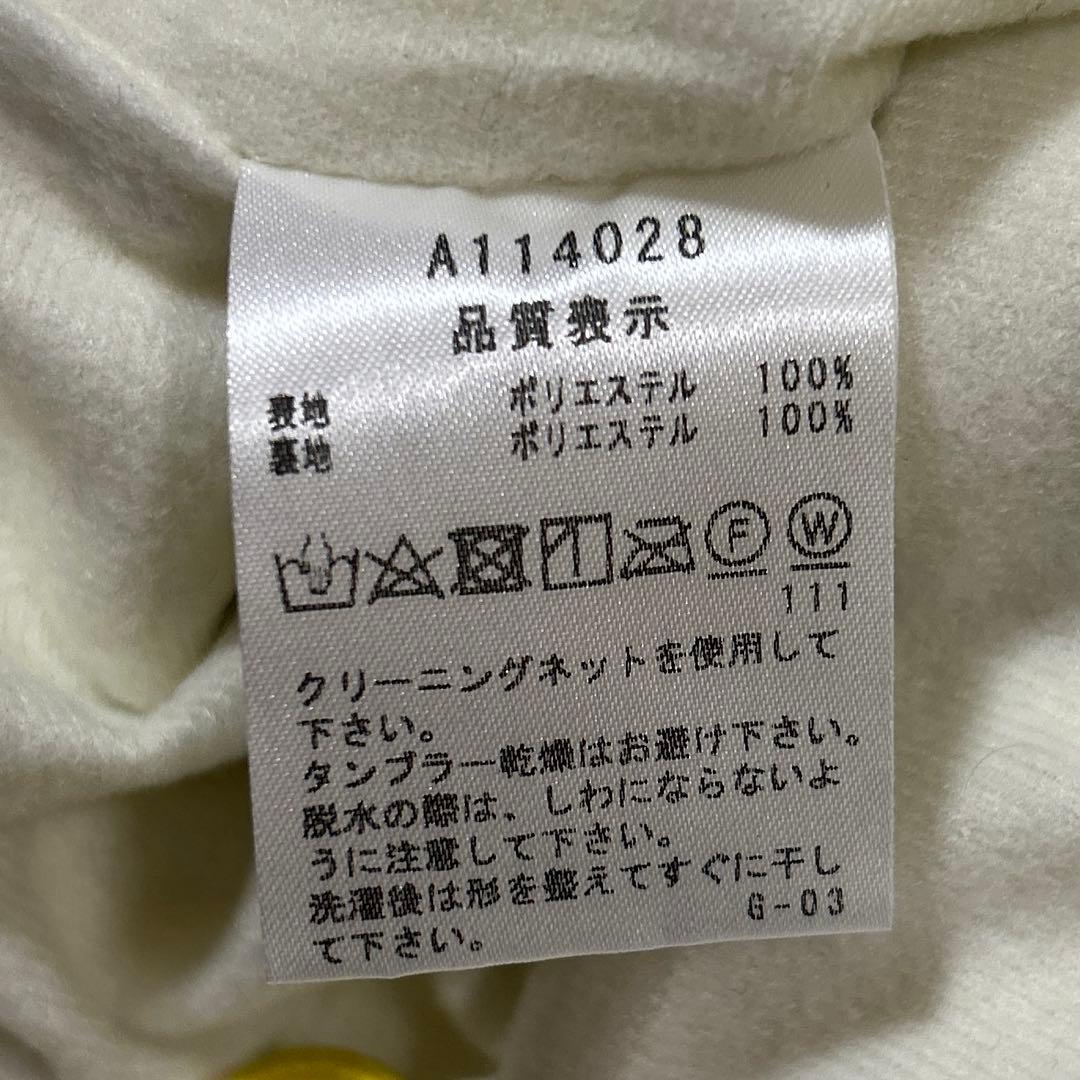 A114028
品質表示
表地 ポリエステル 100%
裏地 ポリエステル 100%
F W
111
クリーニングネットを使用して
下さい。
タンブラー乾燥はお避け下さい。
脱水の際は、しわにならないよ
うに注意して下さい。
洗濯後は形を整えてすぐに干し
て下さい。
G-03